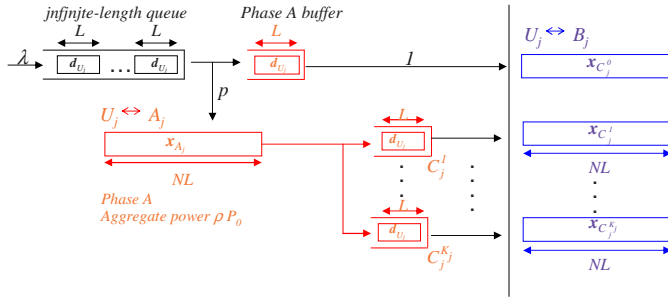 jnfjnjte-length queue
Phase A buffer
L L L
U_j ↔ B_j
λ d_{U_j} ... d_{U_j} d_{U_j} 1 x_{C_j^0}
p
U_j ↔ A_j
x_{A_j} L d_{U_j} x_{C_j^1}
NL C_j^1 NL
Phase A
Aggregate power ρ P_0
L d_{U_j} x_{C_j^{K_j}}
C_j^{K_j} NL